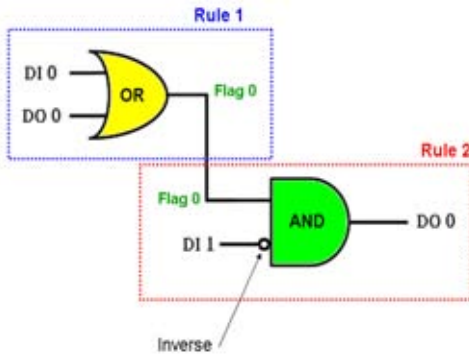 Rule 1
DI 0
OR
Flag 0
DO 0
Rule 2
Flag 0
AND
DO 0
DI 1
Inverse